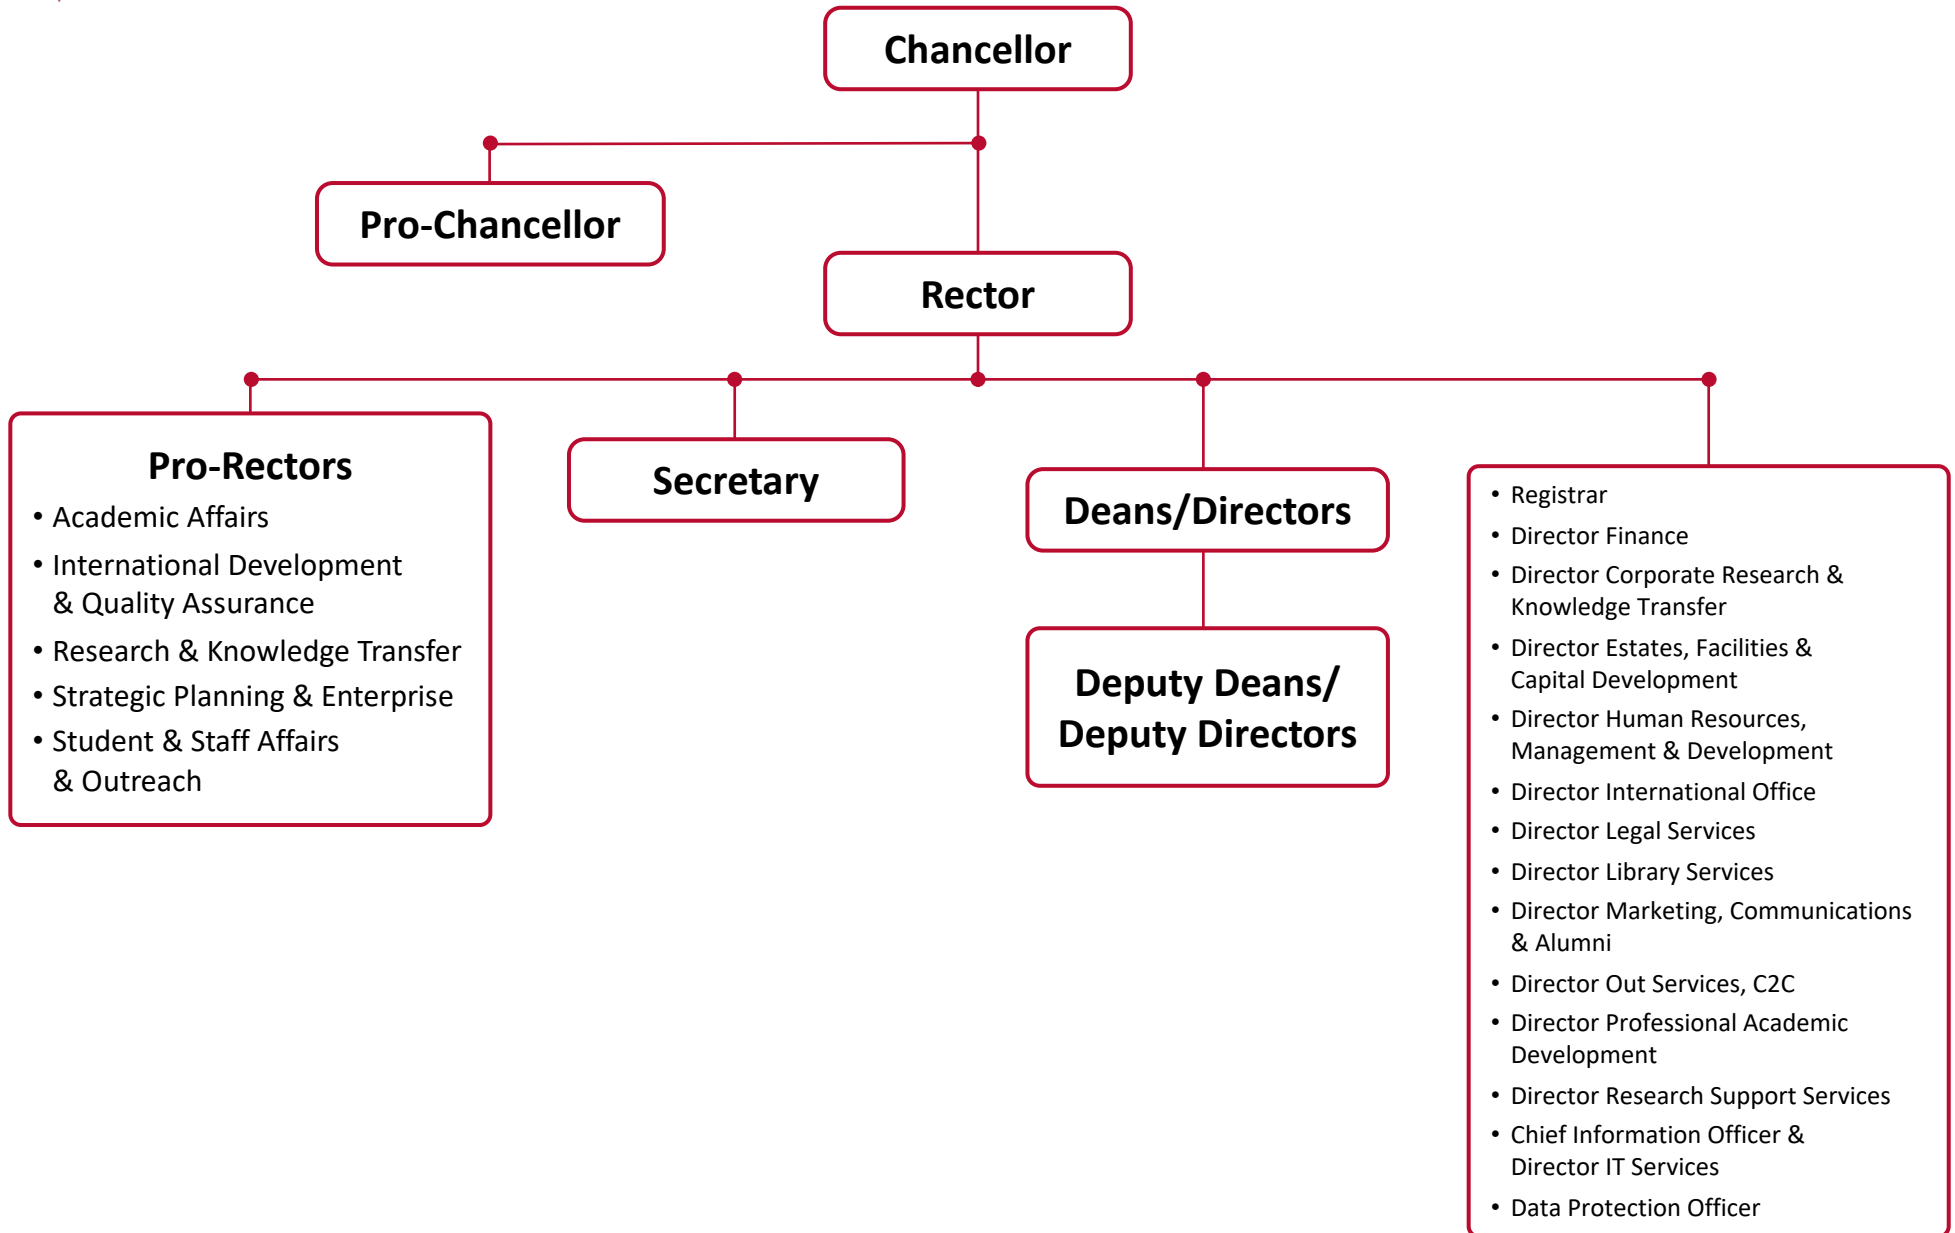 Chancellor
Pro-Chancellor
Rector
Pro-Rectors
• Academic Affairs
• International Development
& Quality Assurance
• Research & Knowledge Transfer
• Strategic Planning & Enterprise
• Student & Staff Affairs
& Outreach
Secretary
Deans/Directors
Deputy Deans/
Deputy Directors
• Registrar
• Director Finance
• Director Corporate Research &
Knowledge Transfer
• Director Estates, Facilities &
Capital Development
• Director Human Resources,
Management & Development
• Director International Office
• Director Legal Services
• Director Library Services
• Director Marketing, Communications
& Alumni
• Director Out Services, C2C
• Director Professional Academic
Development
• Director Research Support Services
• Chief Information Officer &
Director IT Services
• Data Protection Officer